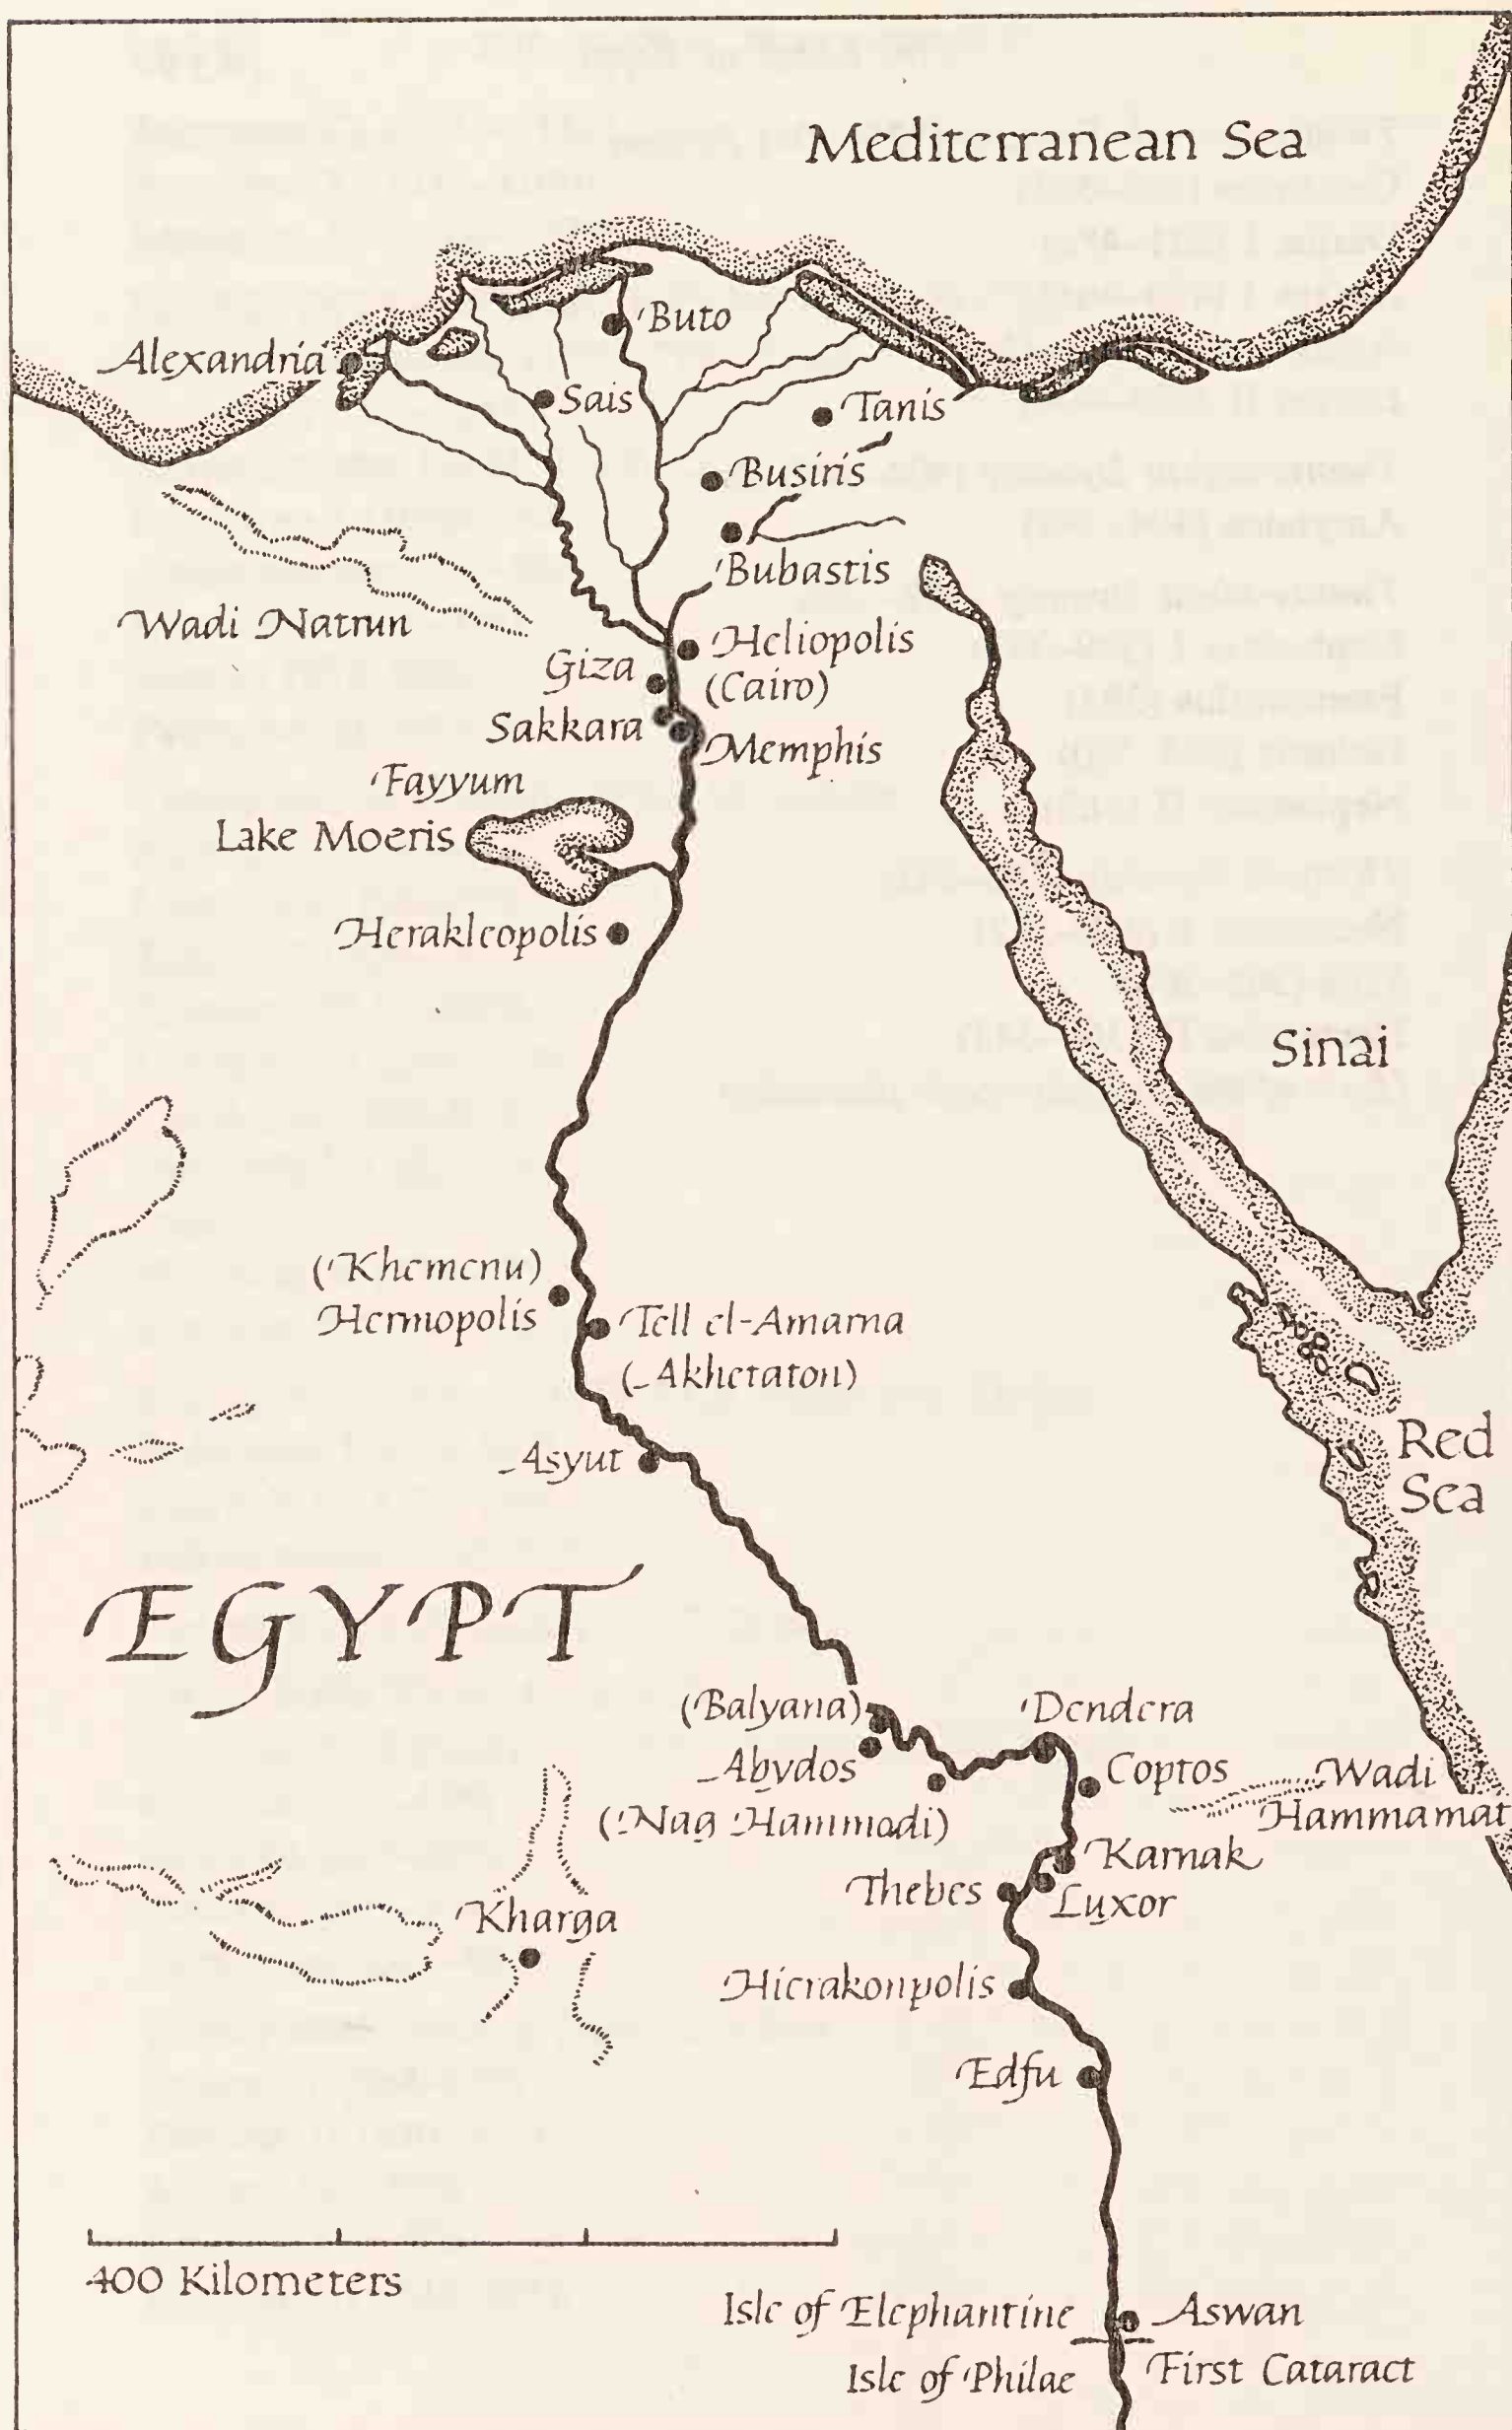 Mediterranean Sea
Buto
Alexandria
Sais
Tanis
Busiris
Bubastis
Wadi Natrun
Heliopolis
(Cairo)
Giza
Sakkara
Memphis
Fayyum
Lake Moeris
Herakleopolis
Sinai
(Khemenu)
Hermopolis
Tell el-Amarna
(Akhetaton)
Asyut
Red
Sea
EGYPT
(Balyana)
Dendera
Abydos
Coptos
Wadi
Hammamat
(Nag Hammadi)
Karnak
Thebes
Luxor
Kharga
Hierakonpolis
Edfu
400 Kilometers
Isle of Elephantine
Aswan
Isle of Philae
First Cataract